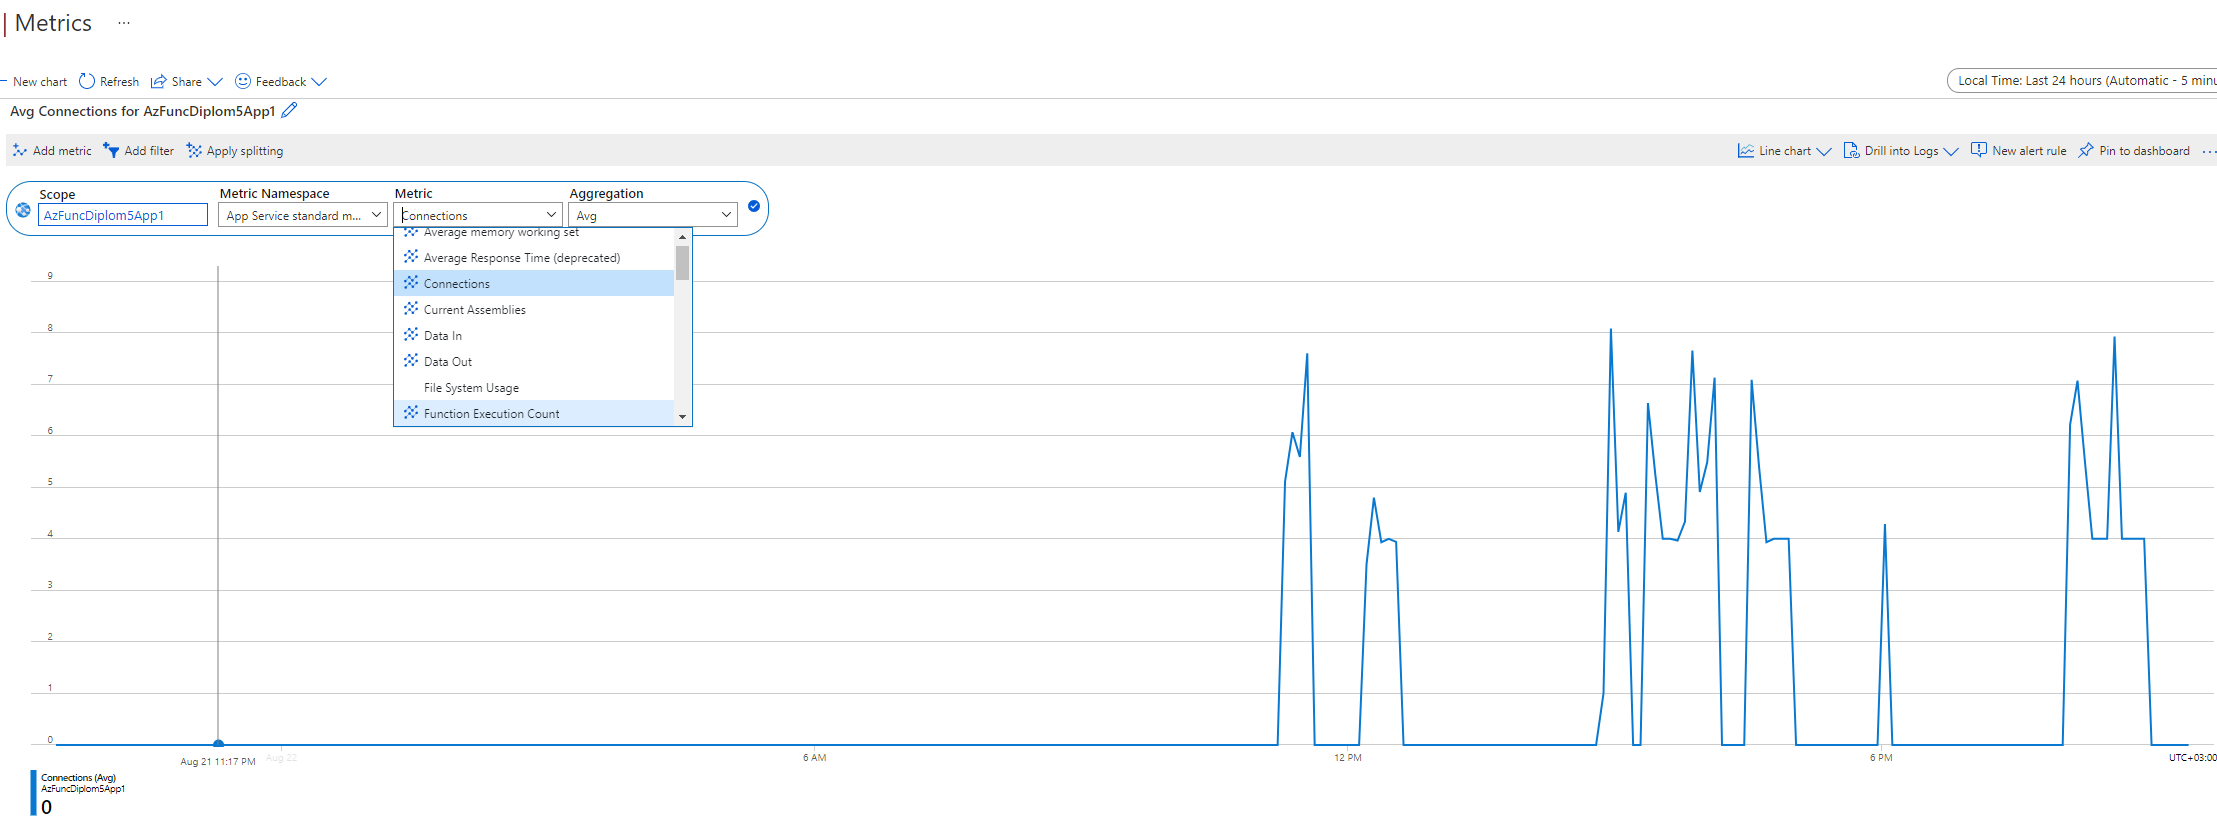 Metrics ...
New chart Refresh Share Feedback
Local Time: Last 24 hours (Automatic - 5 minu
Avg Connections for AzFuncDiplom5App1
Add metric Add filter Apply splitting
Line chart Drill into Logs New alert rule Pin to dashboard ...
Scope Metric Namespace Metric Aggregation
AzFuncDiplom5App1 App Service standard m... Connections Avg
Average memory working set
Average Response Time (deprecated)
Connections
Current Assemblies
Data In
Data Out
File System Usage
Function Execution Count
9
8
7
6
5
4
3
2
1
0
Aug 21 11:17 PM Aug 22 6 AM 12 PM 6 PM UTC+03:00
Connections (Avg)
AzFuncDiplom5App1
0